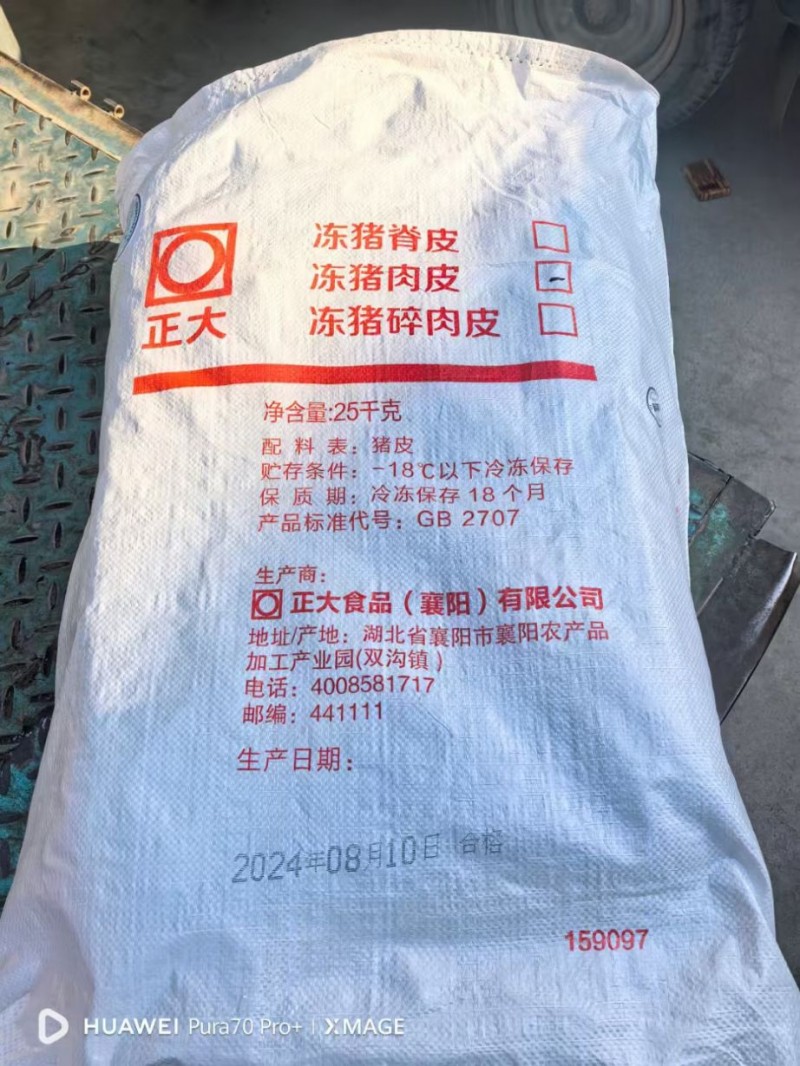 正大
冻猪脊皮
冻猪肉皮
冻猪碎肉皮
净含量:25千克
配料表：猪皮
贮存条件：-18℃以下冷冻保存
保质期：冷冻保存18个月
产品标准代号：GB 2707
生产商：
正大食品（襄阳）有限公司
地址/产地：湖北省襄阳市襄阳农产品
加工产业园(双沟镇)
电话：4008581717
邮编：441111
生产日期：
2024年08月10日 合格
159097
HUAWEI Pura70 Pro+ | XMAGE